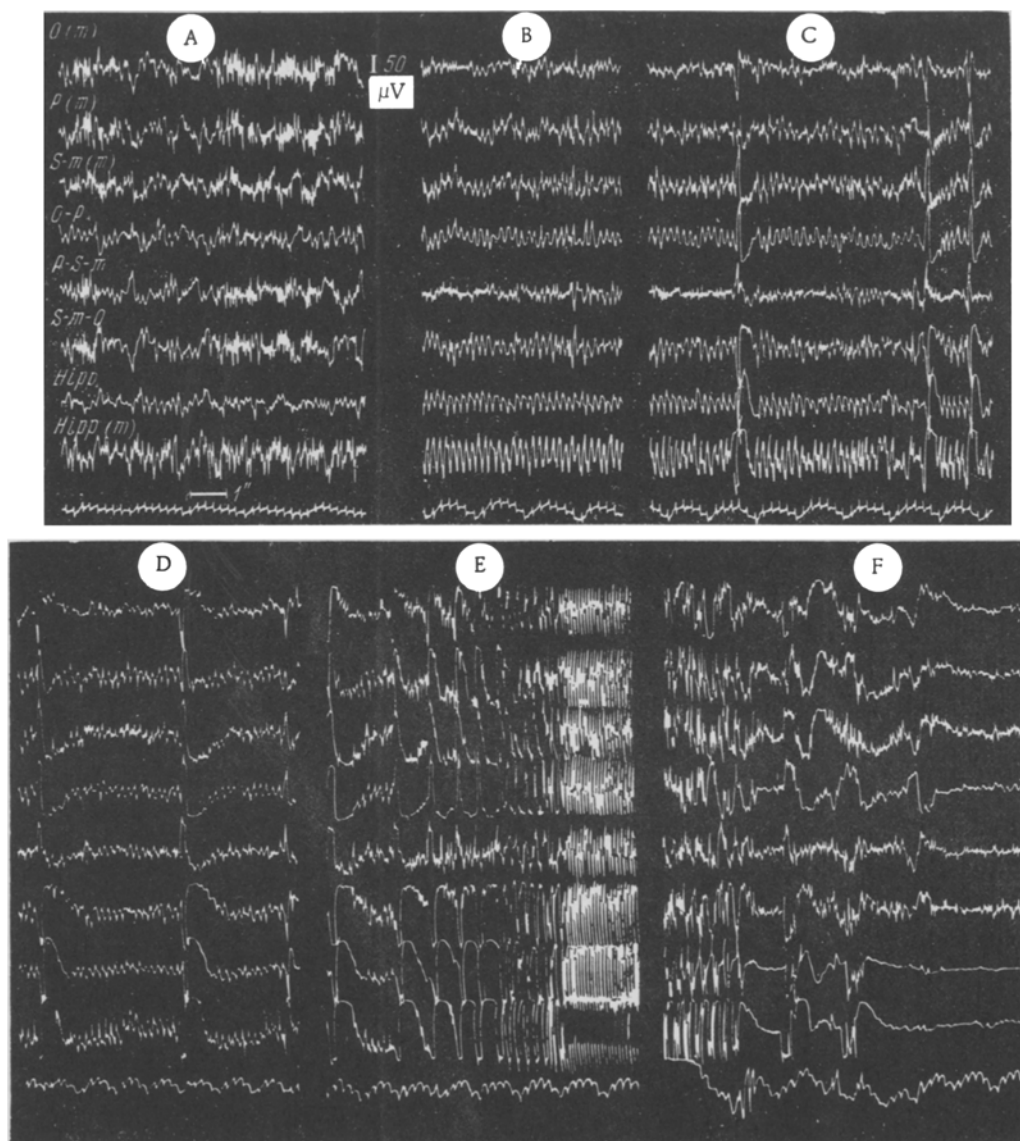 A
B
C
O (m)
I 50
μV
P (m)
S-m (m)
O-P
P-S-m
S-m-O
Hipp
Hipp (m)
1"
D
E
F